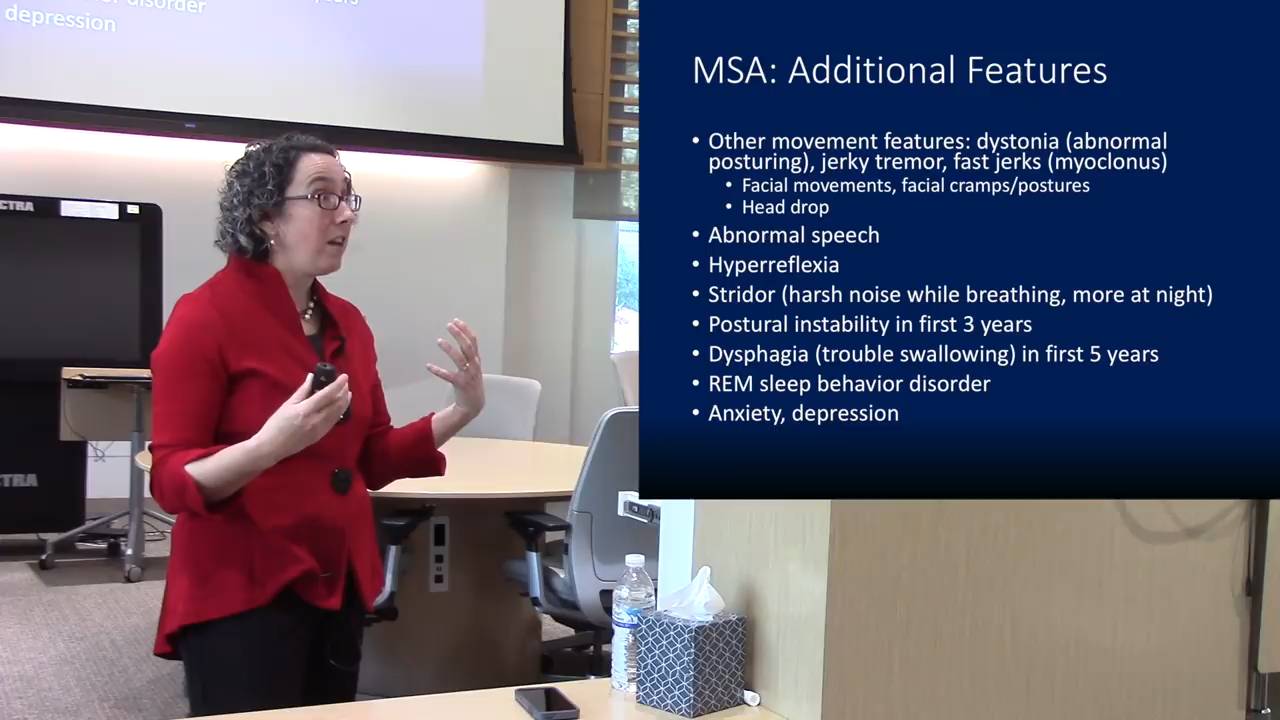 disorder
depression
CTRA
CTRA
MSA: Additional Features
• Other movement features: dystonia (abnormal
posturing), jerky tremor, fast jerks (myoclonus)
• Facial movements, facial cramps/postures
• Head drop
• Abnormal speech
• Hyperreflexia
• Stridor (harsh noise while breathing, more at night)
• Postural instability in first 3 years
• Dysphagia (trouble swallowing) in first 5 years
• REM sleep behavior disorder
• Anxiety, depression